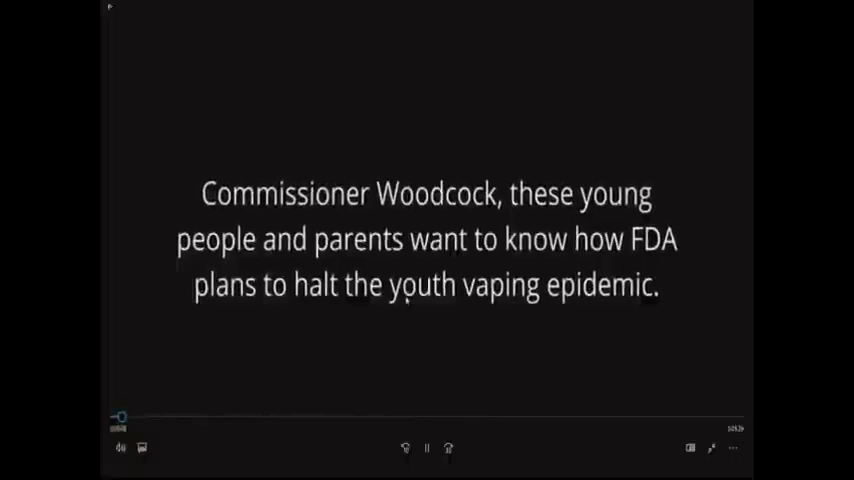 Commissioner Woodcock, these young
people and parents want to know how FDA
plans to halt the youth vaping epidemic.